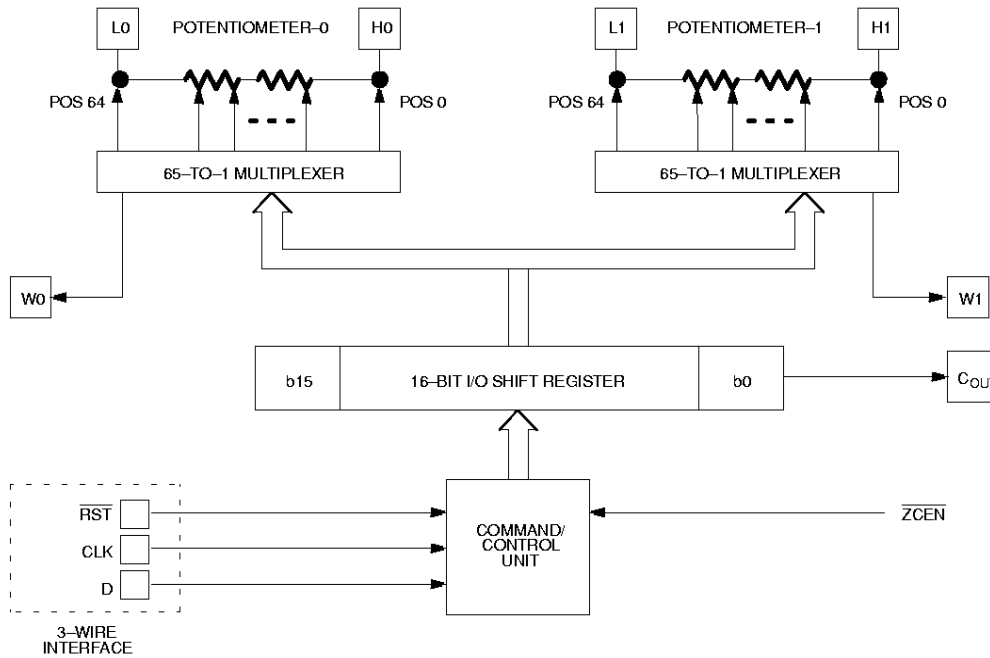 L0 POTENTIOMETER–0 H0 L1 POTENTIOMETER–1 H1
POS 64 POS 0 POS 64 POS 0
65–TO–1 MULTIPLEXER 65–TO–1 MULTIPLEXER
W0 W1
b15 16–BIT I/O SHIFT REGISTER b0 COUT
RST ZCEN
COMMAND/
CONTROL
UNIT
CLK
D
3–WIRE
INTERFACE